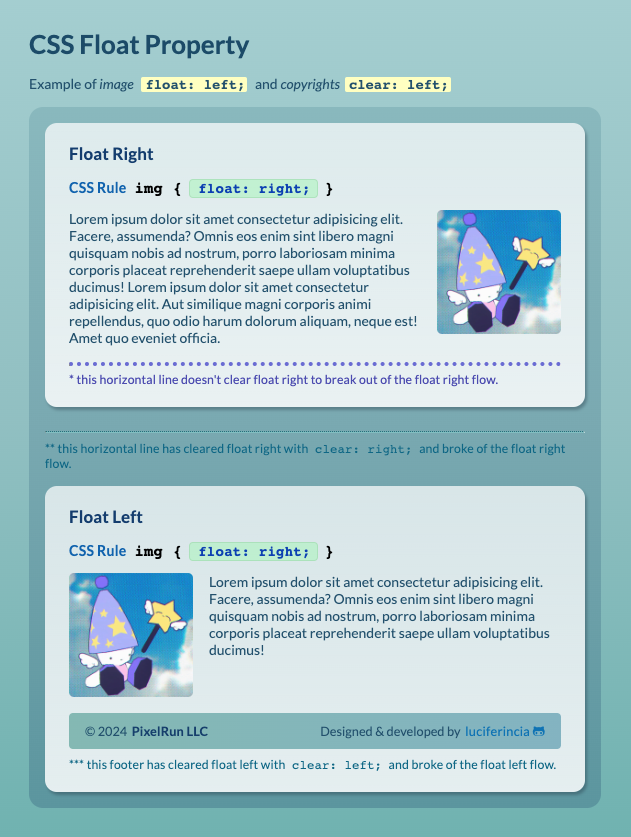 CSS Float Property
Example of image float: left; and copyrights clear: left;
Float Right
CSS Rule img { float: right; }
Lorem ipsum dolor sit amet consectetur adipisicing elit.
Facere, assumenda? Omnis eos enim sint libero magni
quisquam nobis ad nostrum, porro laboriosam minima
corporis placeat reprehenderit saepe ullam voluptatibus
ducimus! Lorem ipsum dolor sit amet consectetur
adipisicing elit. Aut similique magni corporis animi
repellendus, quo odio harum dolorum aliquam, neque est!
Amet quo eveniet officia.
* this horizontal line doesn't clear float right to break out of the float right flow.
** this horizontal line has cleared float right with clear: right; and broke of the float right
flow.
Float Left
CSS Rule img { float: right; }
Lorem ipsum dolor sit amet consectetur adipisicing elit.
Facere, assumenda? Omnis eos enim sint libero magni
quisquam nobis ad nostrum, porro laboriosam minima
corporis placeat reprehenderit saepe ullam voluptatibus
ducimus!
© 2024 PixelRun LLC
Designed & developed by luciferincia
*** this footer has cleared float left with clear: left; and broke of the float left flow.